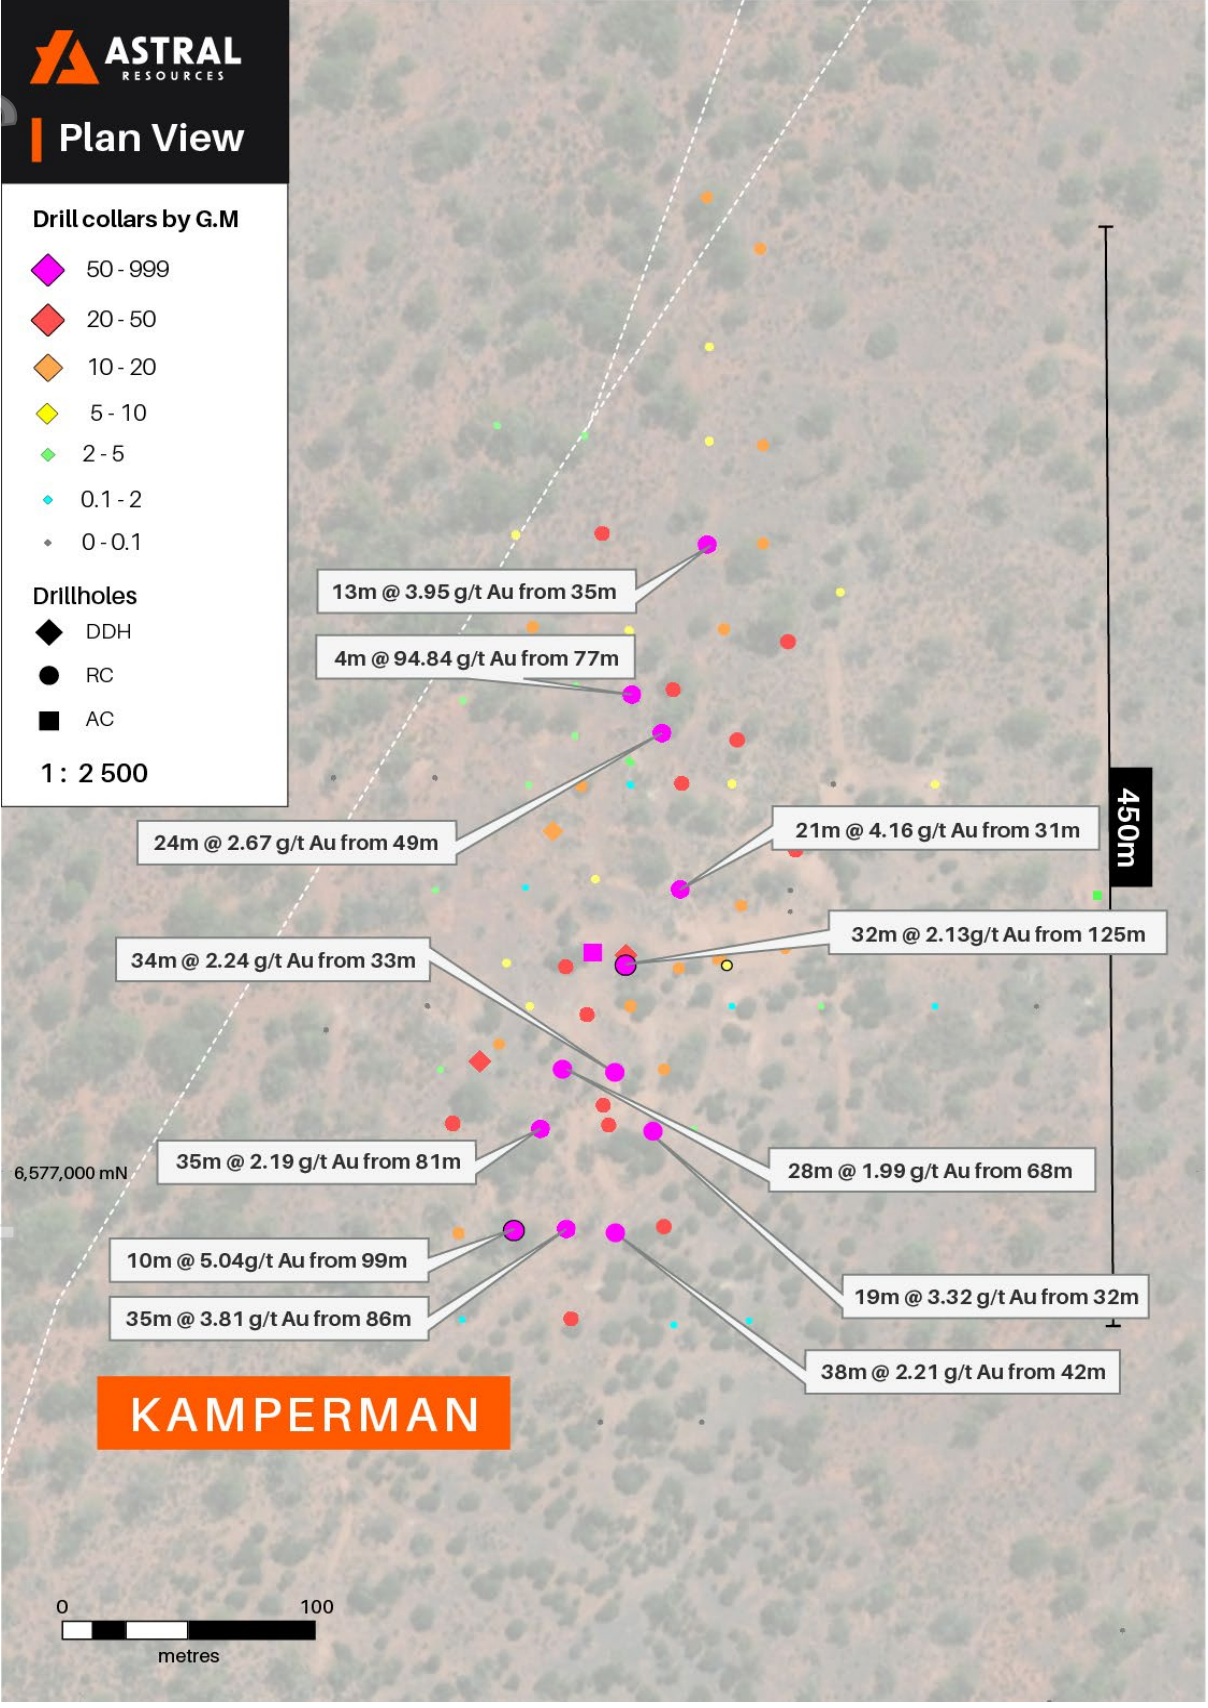 ASTRAL
RESOURCES
Plan View
Drill collars by G.M
50 - 999
20 - 50
10 - 20
5 - 10
2 - 5
0.1 - 2
0 - 0.1
Drillholes
DDH
RC
AC
1: 2 500
13m @ 3.95 g/t Au from 35m
4m @ 94.84 g/t Au from 77m
24m @ 2.67 g/t Au from 49m
21m @ 4.16 g/t Au from 31m
450m
32m @ 2.13g/t Au from 125m
34m @ 2.24 g/t Au from 33m
35m @ 2.19 g/t Au from 81m
28m @ 1.99 g/t Au from 68m
6,577,000 mN
10m @ 5.04g/t Au from 99m
19m @ 3.32 g/t Au from 32m
35m @ 3.81 g/t Au from 86m
38m @ 2.21 g/t Au from 42m
KAMPERMAN
0 100
metres